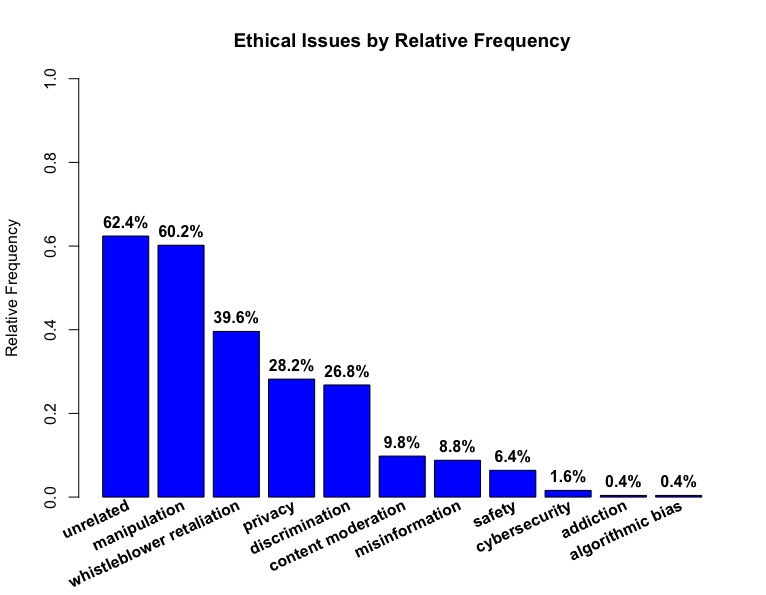 Ethical Issues by Relative Frequency
Relative Frequency
1.0
0.8
0.6
0.4
0.2
0.0
62.4%
60.2%
39.6%
28.2%
26.8%
9.8%
8.8%
6.4%
1.6%
0.4%
0.4%
unrelated
manipulation
whistleblower retaliation
privacy
discrimination
content moderation
misinformation
safety
cybersecurity
addiction
algorithmic bias